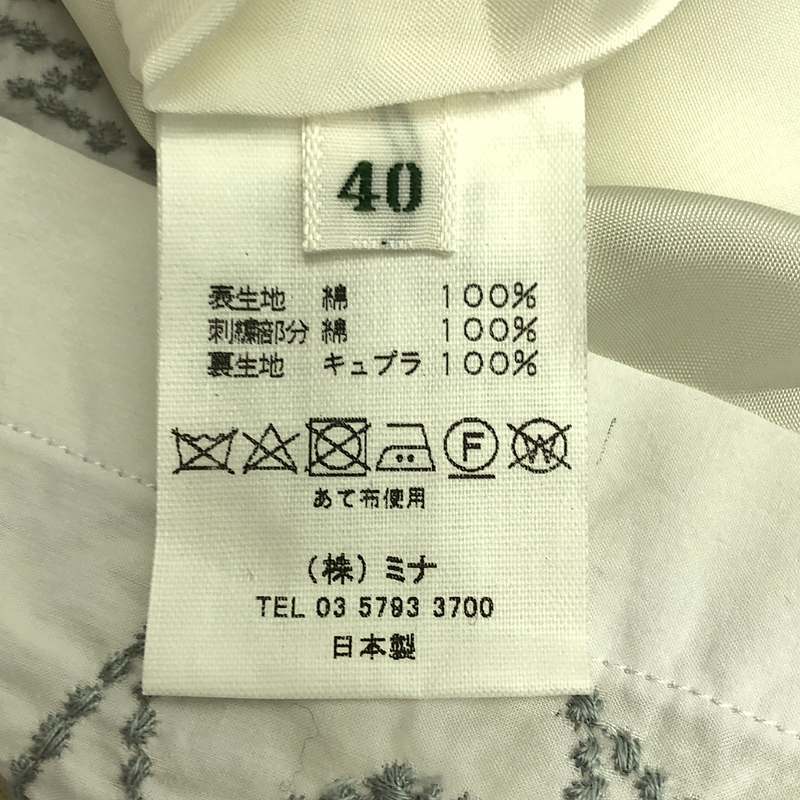 40
表生地 綿 100%
刺繍部分 綿 100%
裏生地 キュプラ 100%
F W
あて布使用
(株)ミナ
TEL 03 5793 3700
日本製